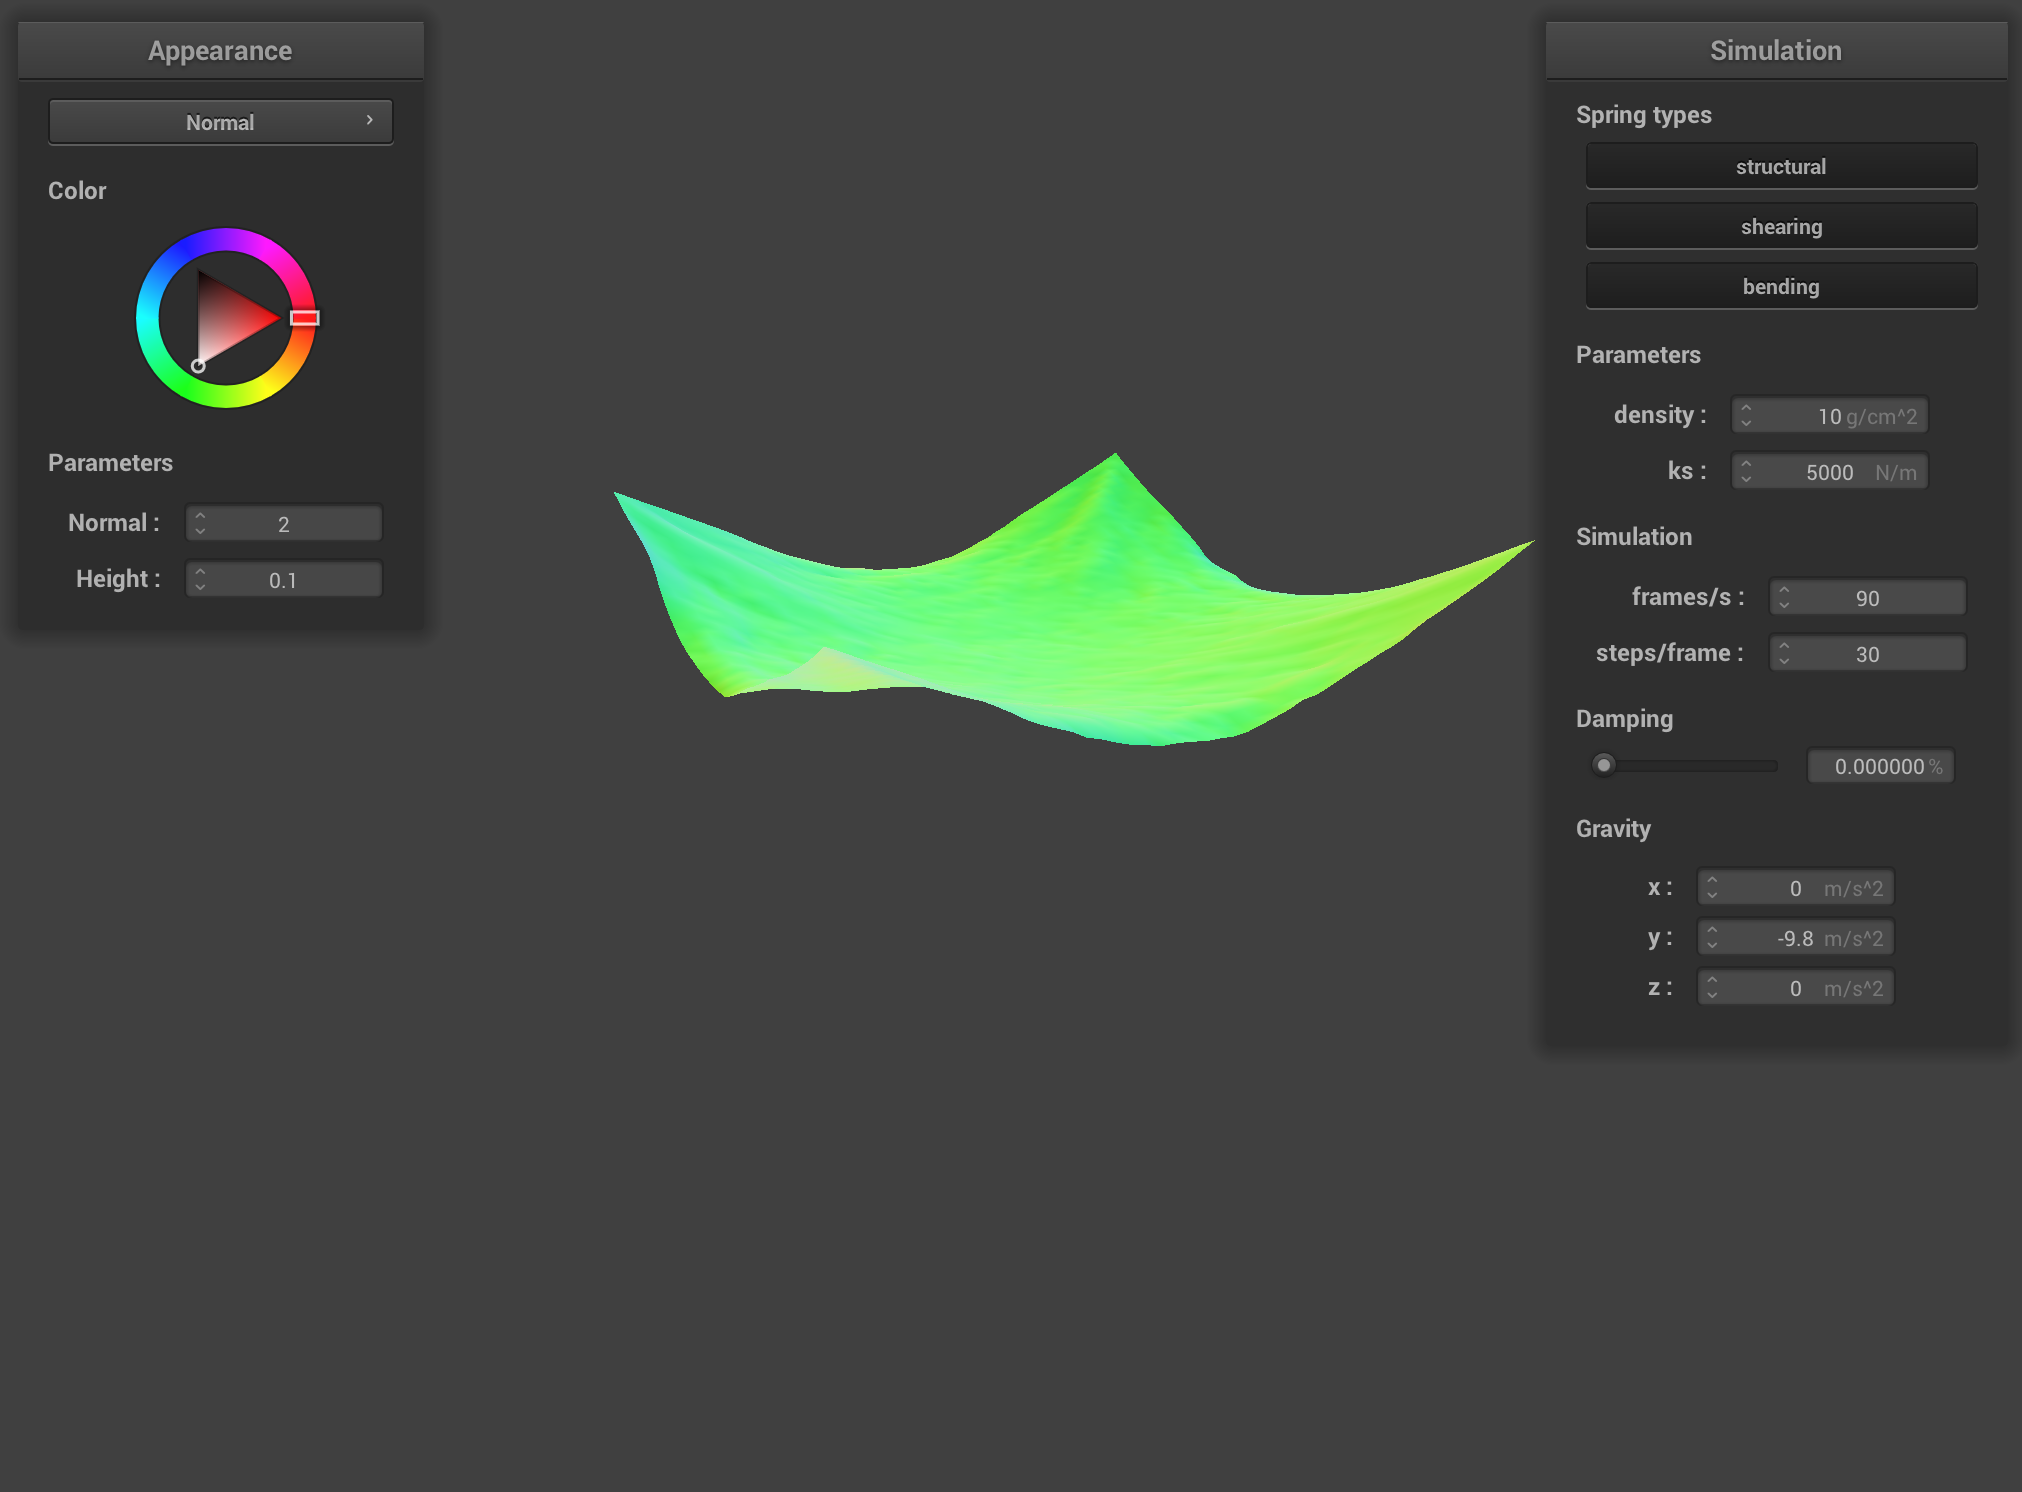 Appearance
Normal
Color
Parameters
Normal : 2
Height : 0.1
Simulation
Spring types
structural
shearing
bending
Parameters
density : 10 g/cm^2
ks : 5000 N/m
Simulation
frames/s : 90
steps/frame : 30
Damping
0.000000 %
Gravity
x : 0 m/s^2
y : -9.8 m/s^2
z : 0 m/s^2